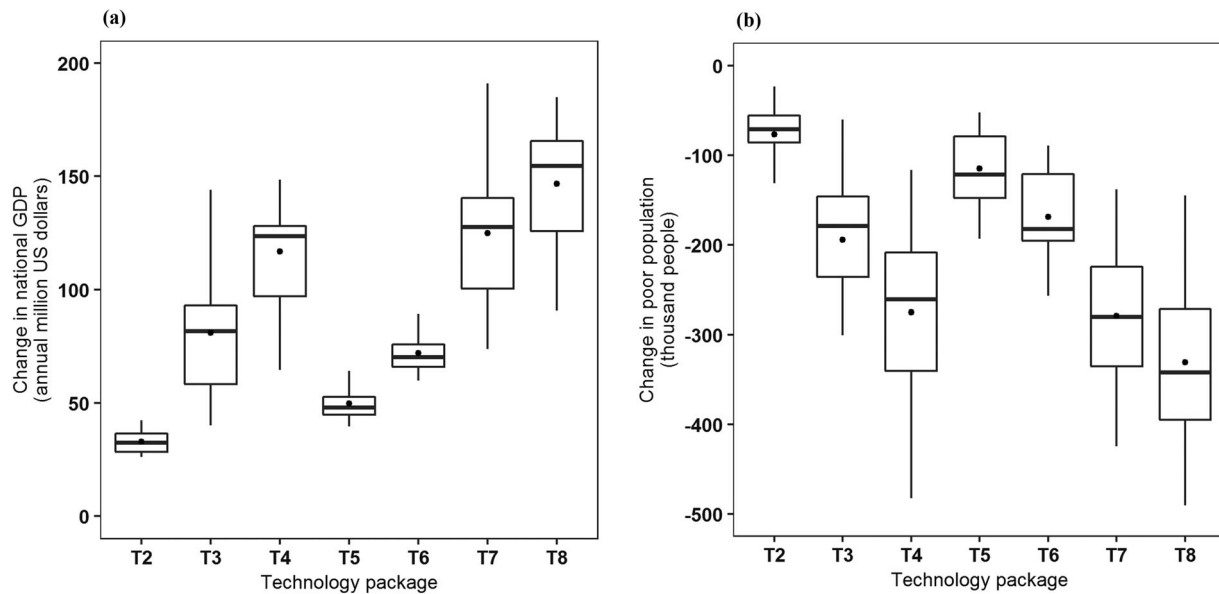 (a)
Change in national GDP
(annual million US dollars)
200
150
100
50
0
T2 T3 T4 T5 T6 T7 T8
Technology package
(b)
Change in poor population
(thousand people)
0
-100
-200
-300
-400
-500
T2 T3 T4 T5 T6 T7 T8
Technology package